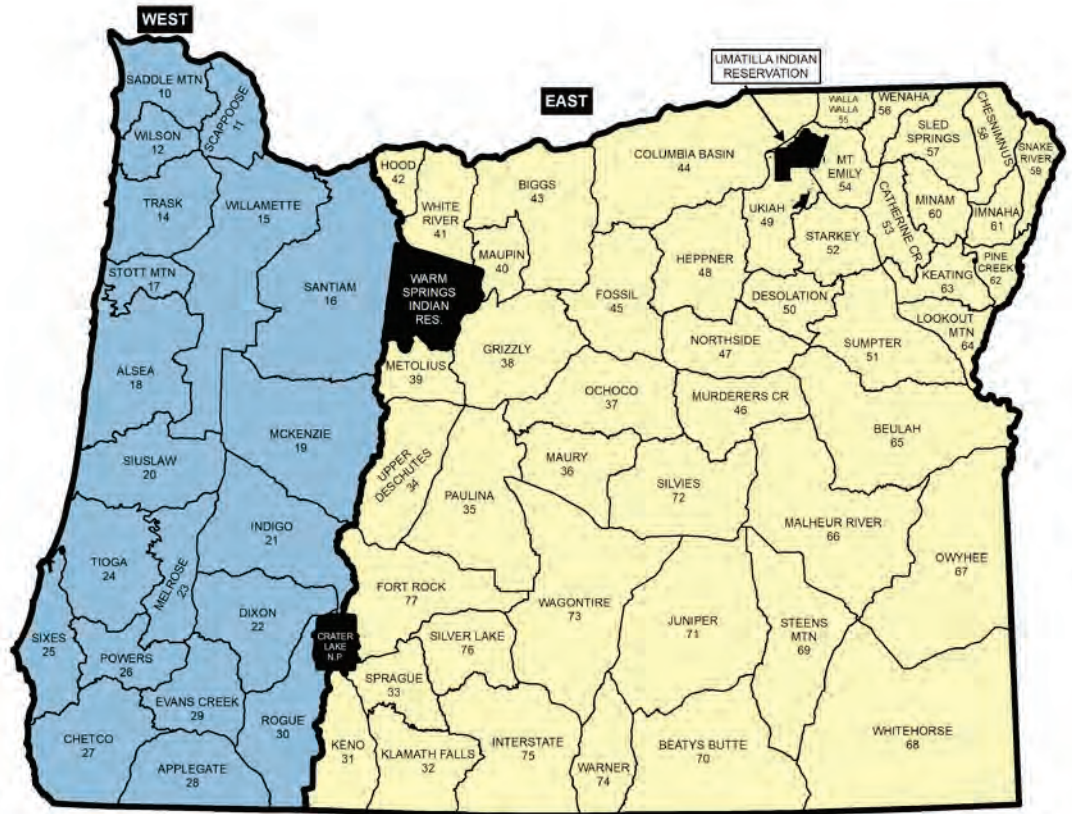 WEST
SADDLE MTN
10
SCAPPOOSE
11
WILSON
12
TRASK
14
WILLAMETTE
15
STOTT MTN
17
SANTIAM
16
ALSEA
18
MCKENZIE
19
SIUSLAW
20
INDIGO
21
TIOGA
24
MELROSE
23
DIXON
22
SIXES
25
POWERS
26
EVANS CREEK
29
ROGUE
30
CHETCO
27
APPLEGATE
28
EAST
UMATILLA INDIAN
RESERVATION
HOOD
42
WHITE
RIVER
41
BIGGS
43
MAUPIN
40
COLUMBIA BASIN
44
WALLA
WALLA
55
WENAHA
56
SLED
SPRINGS
57
CHESNIMNUS
58
SNAKE
RIVER
59
MT
EMILY
54
MINAM
60
IMNAHA
61
CATHERINE CR
53
UKIAH
49
STARKEY
52
PINE
CREEK
62
KEATING
63
LOOKOUT
MTN
64
WARM
SPRINGS
INDIAN
RES.
HEPPNER
48
FOSSIL
45
DESOLATION
50
SUMPTER
51
NORTHSIDE
47
METOLIUS
39
GRIZZLY
38
OCHOCO
37
MURDERERS CR
46
BEULAH
65
UPPER
DESCHUTES
34
PAULINA
35
MAURY
36
SILVIES
72
MALHEUR RIVER
66
OWYHEE
67
FORT ROCK
77
WAGONTIRE
73
JUNIPER
71
STEENS
MTN
69
CRATER
LAKE
N.P
SILVER LAKE
76
SPRAGUE
33
KENO
31
KLAMATH FALLS
32
INTERSTATE
75
WARNER
74
BEATYS BUTTE
70
WHITEHORSE
68